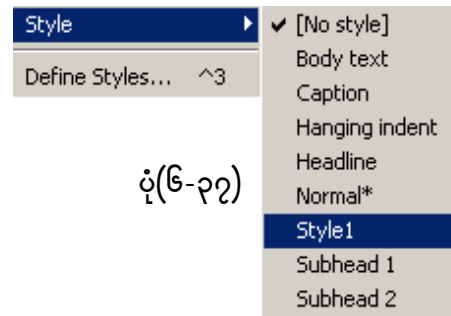 Style
Define Styles... ^3
✔ [No style]
Body text
Caption
Hanging indent
Headline
Normal*
Style1
Subhead 1
Subhead 2
ပုံ(၆-၃၇)